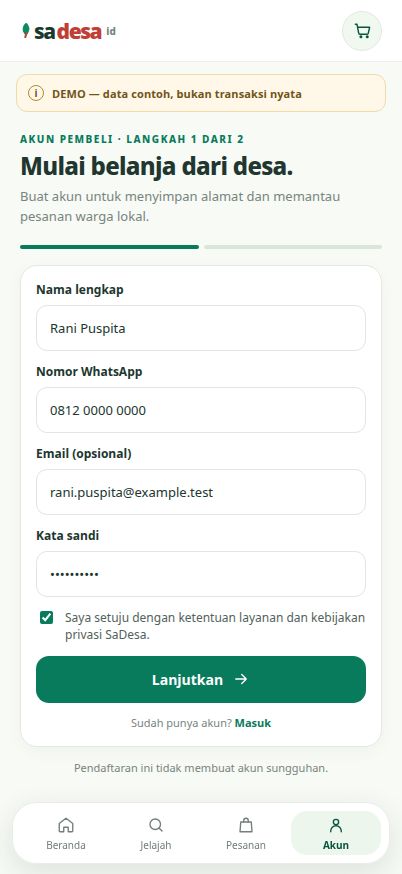 sadesa id
DEMO — data contoh, bukan transaksi nyata
AKUN PEMBELI · LANGKAH 1 DARI 2
Mulai belanja dari desa.
Buat akun untuk menyimpan alamat dan memantau
pesanan warga lokal.
Nama lengkap
Rani Puspita
Nomor WhatsApp
0812 0000 0000
Email (opsional)
rani.puspita@example.test
Kata sandi
••••••••••
Saya setuju dengan ketentuan layanan dan kebijakan
privasi SaDesa.
Lanjutkan →
Sudah punya akun? Masuk
Pendaftaran ini tidak membuat akun sungguhan.
Beranda Jelajah Pesanan Akun